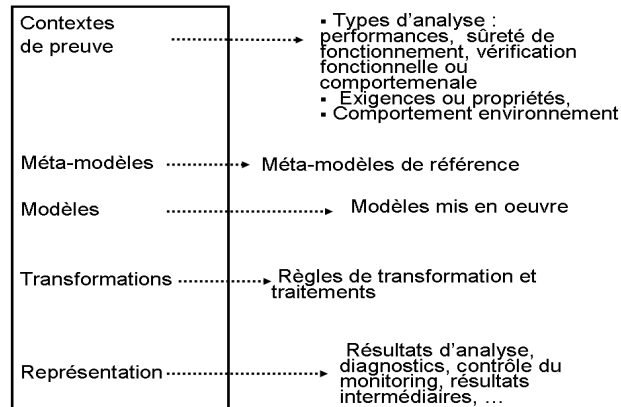 Contextes
de preuve
▪ Types d’analyse :
performances, sûreté de
fonctionnement, vérification
fonctionnelle ou
comportemenale
▪ Exigences ou propriétés,
▪ Comportement environnement
Méta-modèles
Méta-modèles de référence
Modèles
Modèles mis en oeuvre
Transformations
Règles de transformation et
traitements
Représentation
Résultats d’analyse,
diagnostics, contrôle du
monitoring, résultats
intermédiaires, …